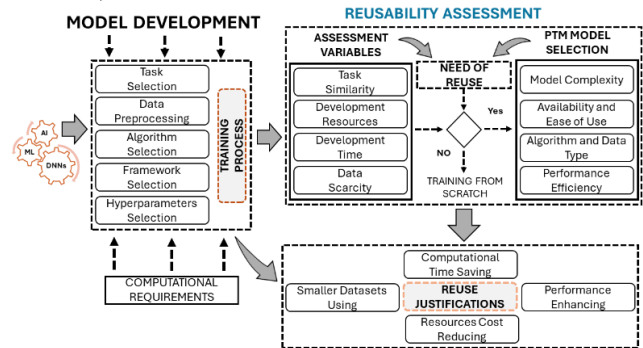 MODEL DEVELOPMENT
Task
Selection
Data
Preprocessing
Algorithm
Selection
Framework
Selection
Hyperparameters
Selection
TRAINING
PROCESS
AI
ML
DNNs
COMPUTATIONAL
REQUIREMENTS
REUSABILITY ASSESSMENT
ASSESSMENT
VARIABLES
Task
Similarity
Development
Resources
Development
Time
Data
Scarcity
NEED OF
REUSE
Yes
NO
TRAINING FROM
SCRATCH
PTM MODEL
SELECTION
Model Complexity
Availability and
Ease of Use
Algorithm and Data
Type
Performance
Efficiency
Computational
Time Saving
Smaller Datasets
Using
REUSE
JUSTIFICATIONS
Performance
Enhancing
Resources Cost
Reducing